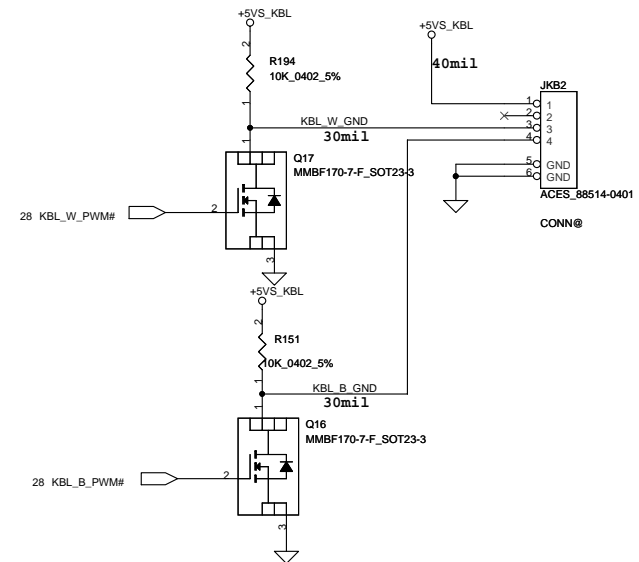 +5VS_KBL
2
R194
10K_0402_5%
1
KBL_W_GND
30mil
1
Q17
MMBF170-7-F_SOT23-3
28 KBL_W_PWM#
2
3
+5VS_KBL
40mil
JKB2
1 1
2 2
3 3
4 4
5 GND
6 GND
ACES_88514-0401
CONN@
+5VS_KBL
2
R151
10K_0402_5%
1
KBL_B_GND
30mil
1
Q16
MMBF170-7-F_SOT23-3
28 KBL_B_PWM#
2
3